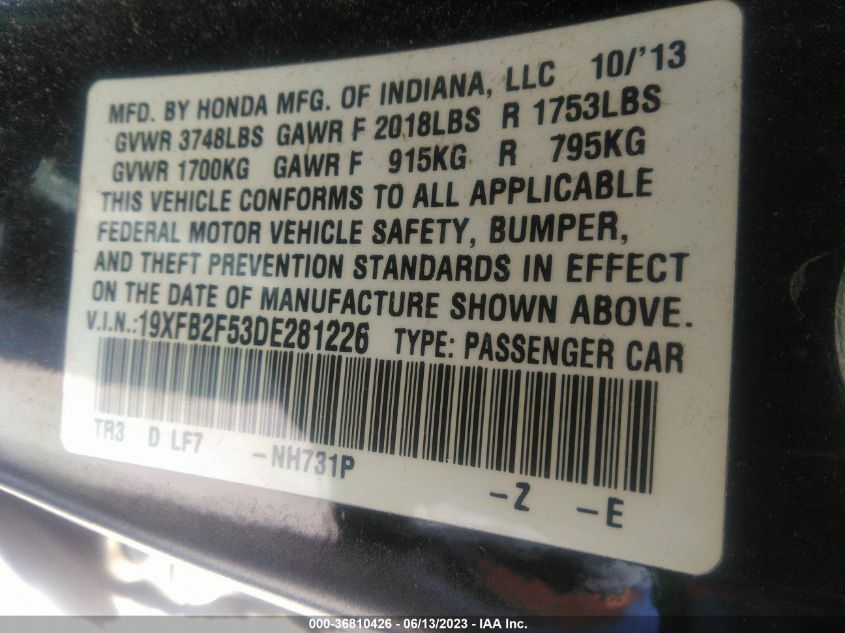 MFD. BY HONDA MFG. OF INDIANA, LLC 10/'13
GVWR 3748LBS GAWR F 2018LBS R 1753LBS
GVWR 1700KG GAWR F 915KG R 795KG
THIS VEHICLE CONFORMS TO ALL APPLICABLE
FEDERAL MOTOR VEHICLE SAFETY, BUMPER,
AND THEFT PREVENTION STANDARDS IN EFFECT
ON THE DATE OF MANUFACTURE SHOWN ABOVE.
V.I.N.:19XFB2F53DE281226 TYPE: PASSENGER CAR
TR3 D LF7 -NH731P -Z -E
000-36810426 - 06/13/2023 - IAA Inc.